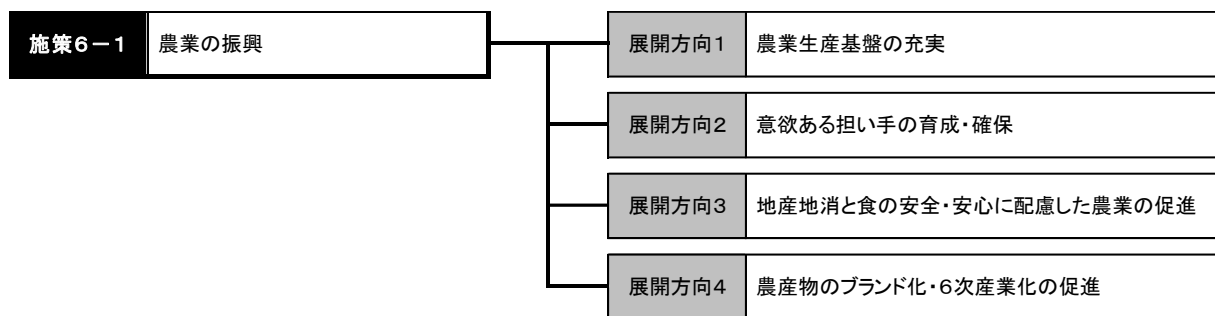 施策６－１ 農業の振興
展開方向１ 農業生産基盤の充実
展開方向２ 意欲ある担い手の育成・確保
展開方向３ 地産地消と食の安全・安心に配慮した農業の促進
展開方向４ 農産物のブランド化・６次産業化の促進